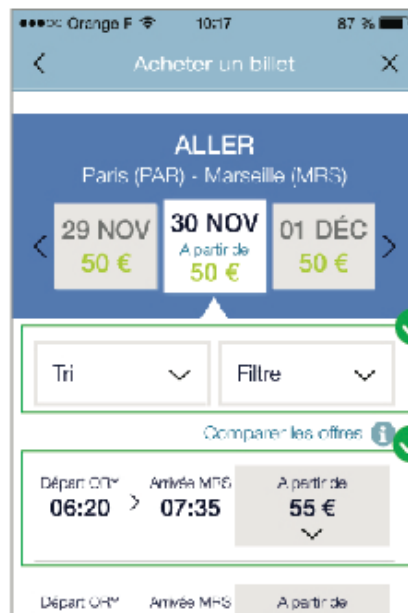 Orange F 10:17 87 %
Acheter un billet
ALLER
Paris (PAR) - Marseille (MRS)
29 NOV 30 NOV 01 DÉC
50 € A partir de 50 €
50 €
Tri Filtre
Comparer les offres i
Départ ORY Arrivée MRS A partir de
06:20 > 07:35 55 €
Départ ORY Arrivée MRS A partir de